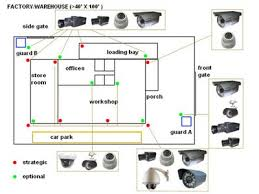 FACTORY-WAREHOUSE (>40' X 100')
side gate
guard B
loading bay
front
gate
offices
store
room
workshop
porch
guard A
car park
strategic
optional